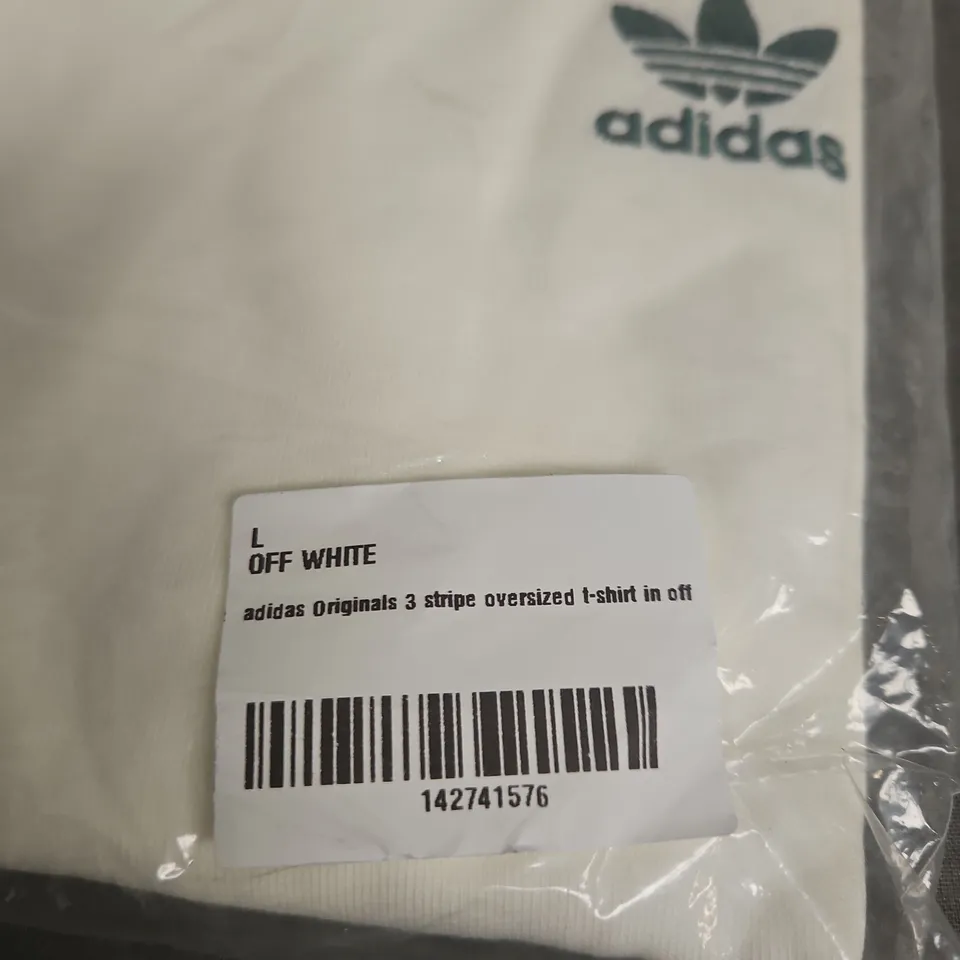 adidas
L
OFF WHITE
adidas Originals 3 stripe oversized t-shirt in off
142741576